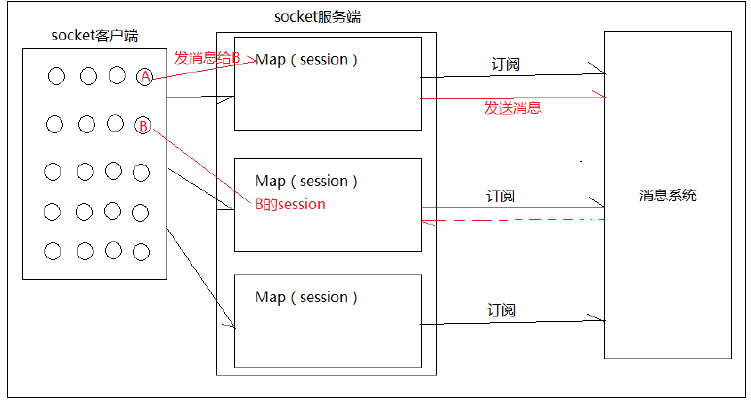 socket客户端
socket服务端
A
发消息给B
Map（session）
订阅
发送消息
B
Map（session）
B的session
订阅
消息系统
Map（session）
订阅